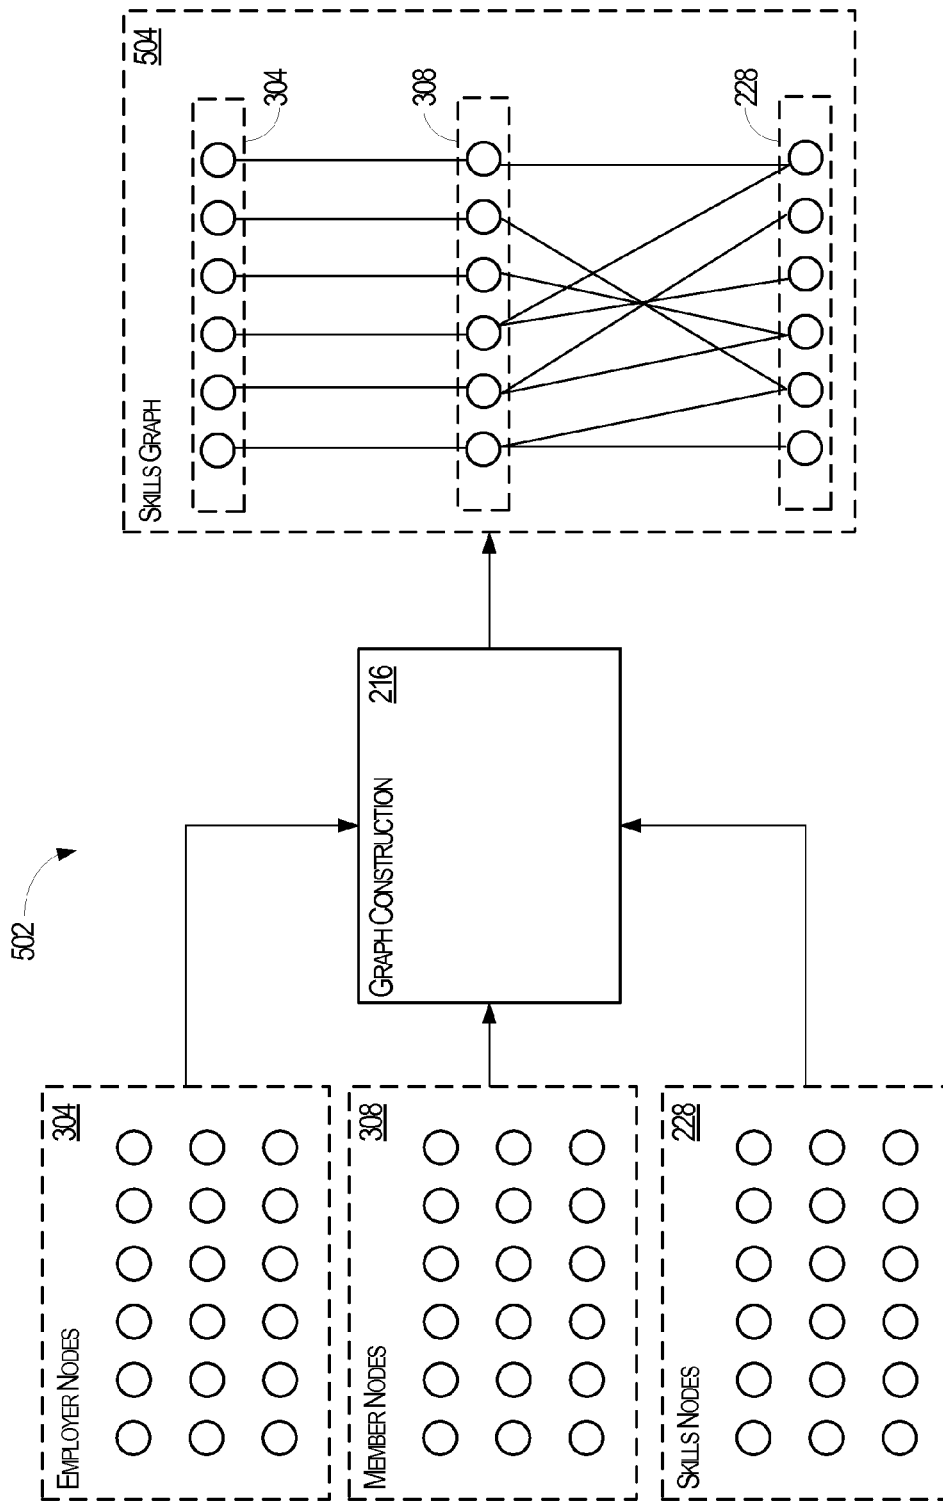 502
EMPLOYER NODES
304
MEMBER NODES
308
SKILLS NODES
228
GRAPH CONSTRUCTION
216
SKILLS GRAPH
504
304
308
228